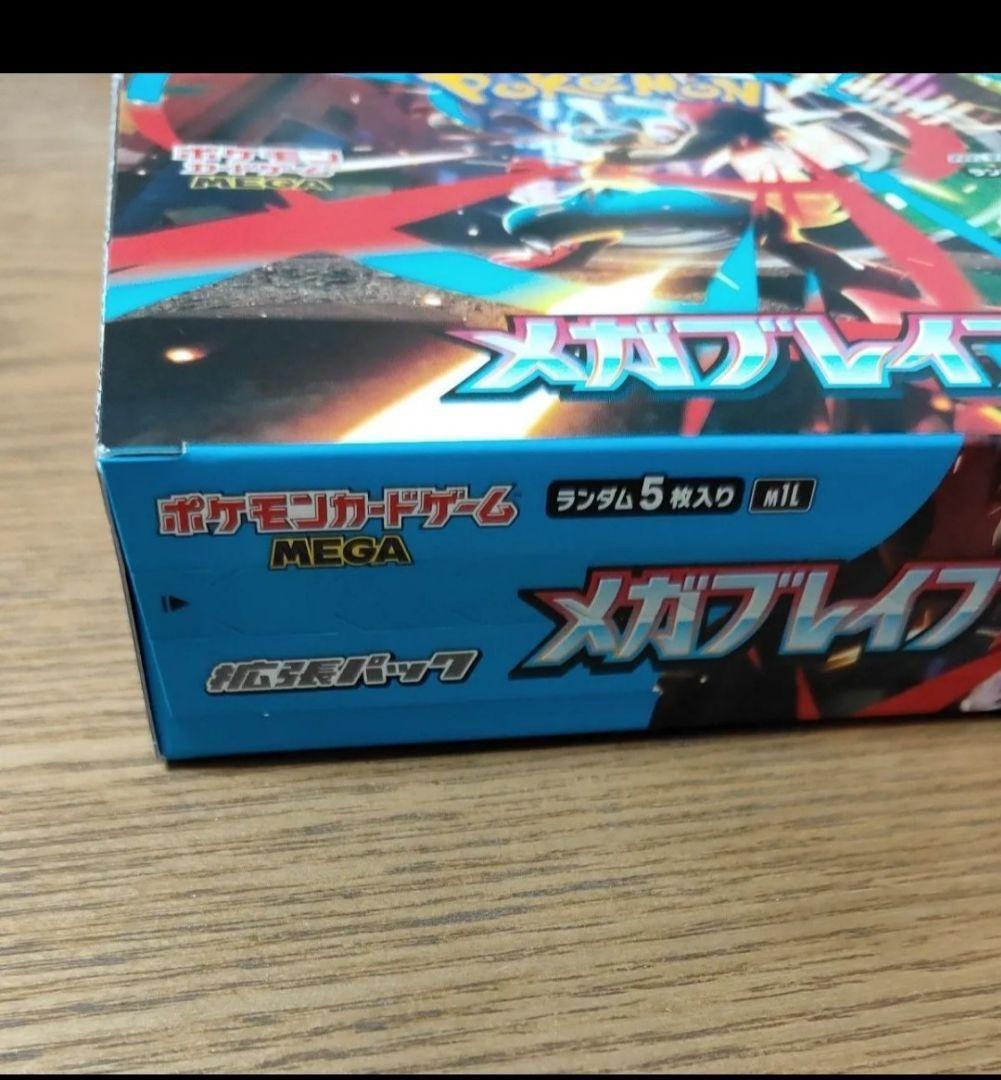 POKÉMON
ポケモン
カードゲーム
MEGA
ラン
メガブレイブ
ポケモンカードゲーム
MEGA
ランダム5枚入り
M1L
メガブレイブ
拡張パック